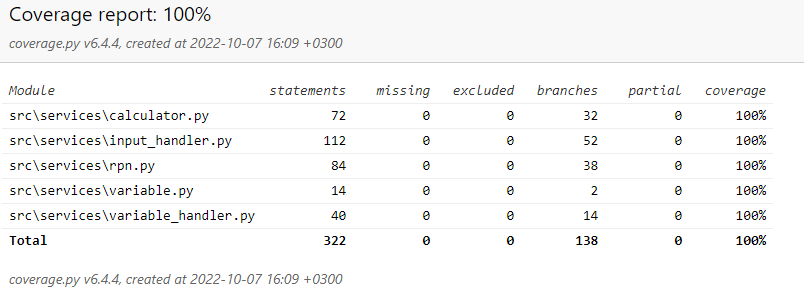 Coverage report: 100%
coverage.py v6.4.4, created at 2022-10-07 16:09 +0300
Module statements missing excluded branches partial coverage
src\services\calculator.py 72 0 0 32 0 100%
src\services\input_handler.py 112 0 0 52 0 100%
src\services\rpn.py 84 0 0 38 0 100%
src\services\variable.py 14 0 0 2 0 100%
src\services\variable_handler.py 40 0 0 14 0 100%
Total 322 0 0 138 0 100%
coverage.py v6.4.4, created at 2022-10-07 16:09 +0300